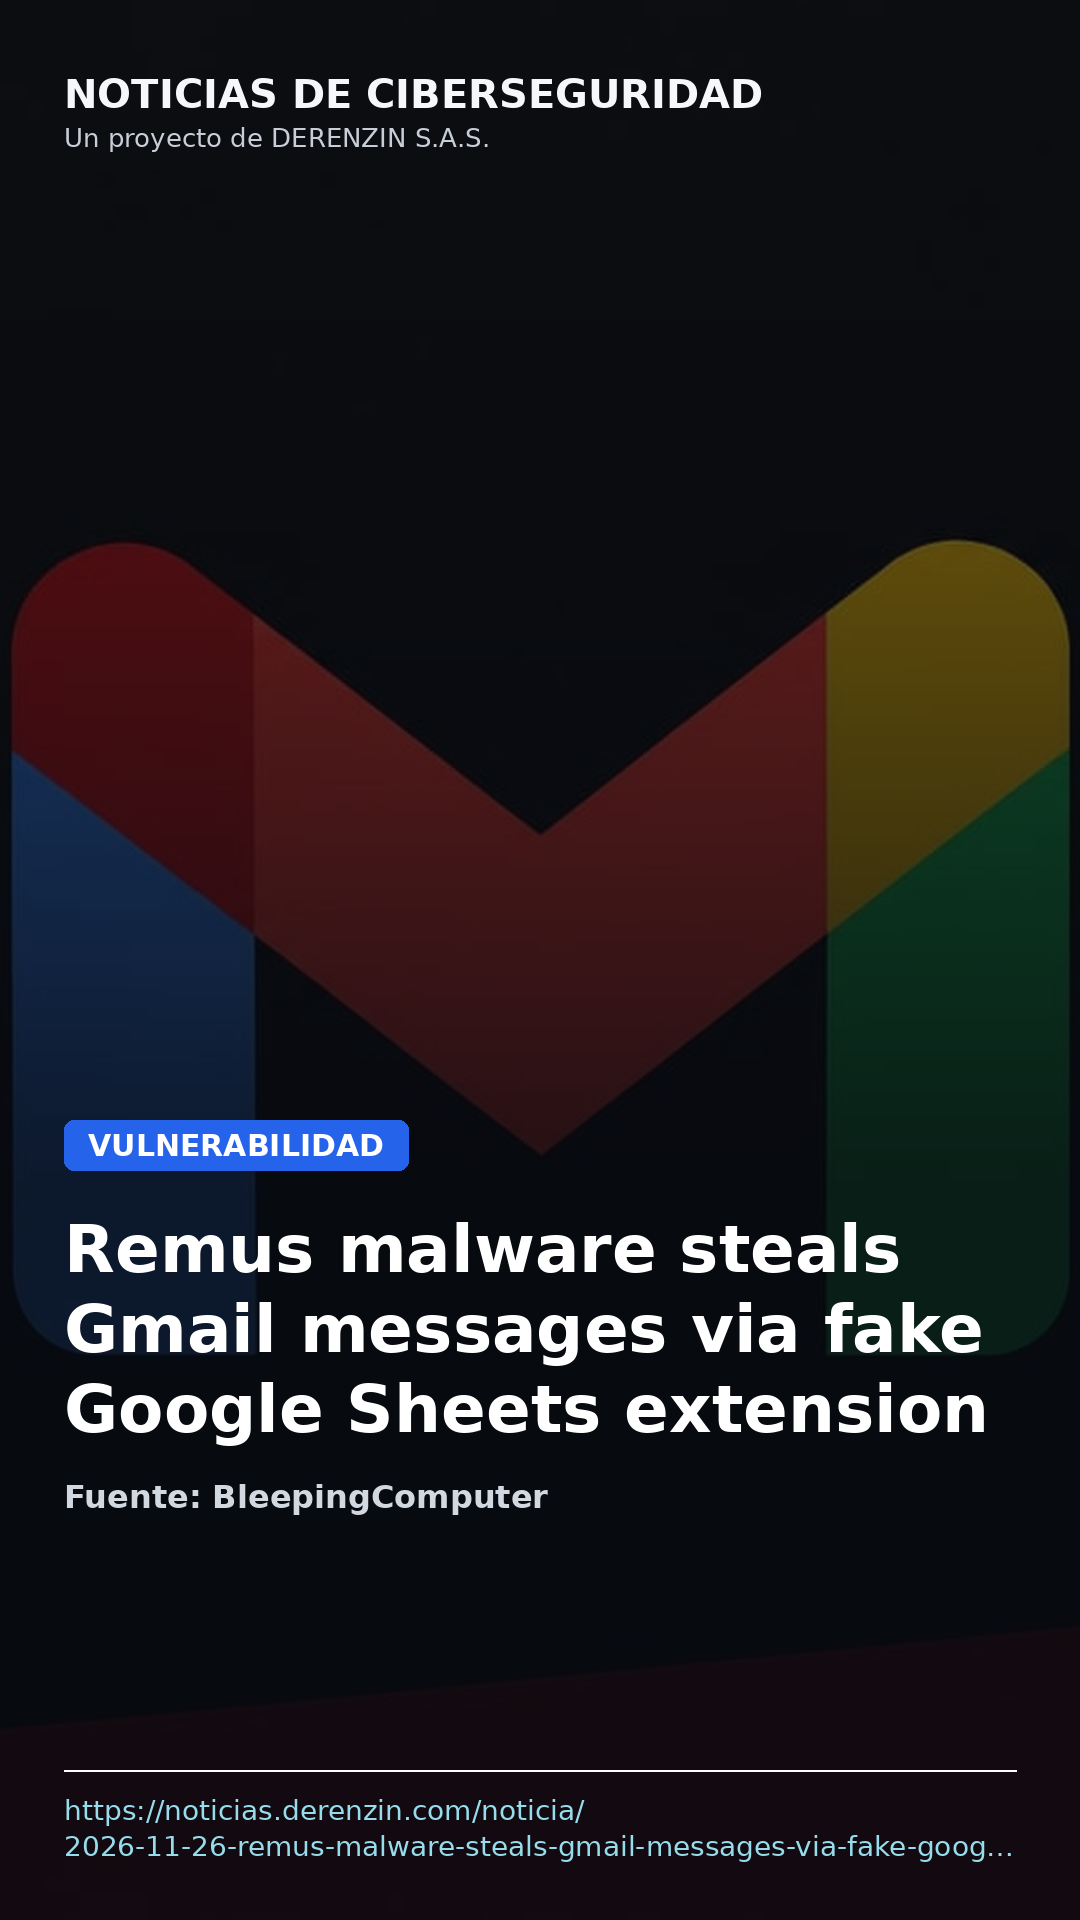 NOTICIAS DE CIBERSEGURIDAD
Un proyecto de DERENZIN S.A.S.
VULNERABILIDAD
Remus malware steals
Gmail messages via fake
Google Sheets extension
Fuente: BleepingComputer
https://noticias.derenzin.com/noticia/
2026-11-26-remus-malware-steals-gmail-messages-via-fake-goog...